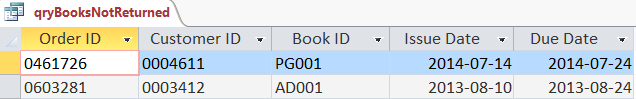 qryBooksNotReturned
Order ID Customer ID Book ID Issue Date Due Date
0461726 0004611 PG001 2014-07-14 2014-07-24
0603281 0003412 AD001 2013-08-10 2013-08-24